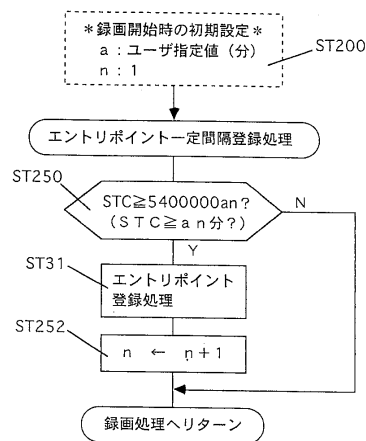 ＊録画開始時の初期設定＊
a：ユーザ指定値（分）
n：1
ST200
エントリポイント一定間隔登録処理
ST250
STC≧5400000an？
（ＳＴＣ≧ａｎ分？）
N
Y
ST31
エントリポイント
登録処理
ST252
n ← n＋1
録画処理へリターン